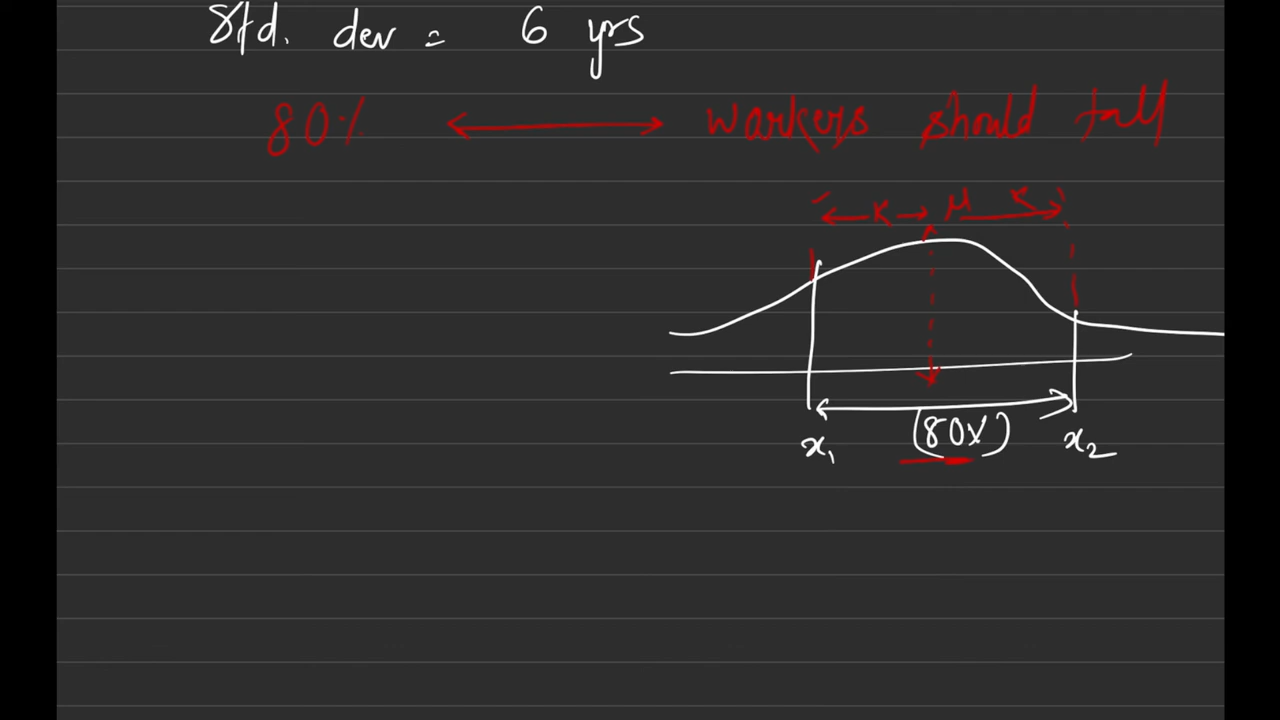 Std. dev = 6 yrs
80% ⟷ workers should fall
K μ K
x₁ (80%) x₂